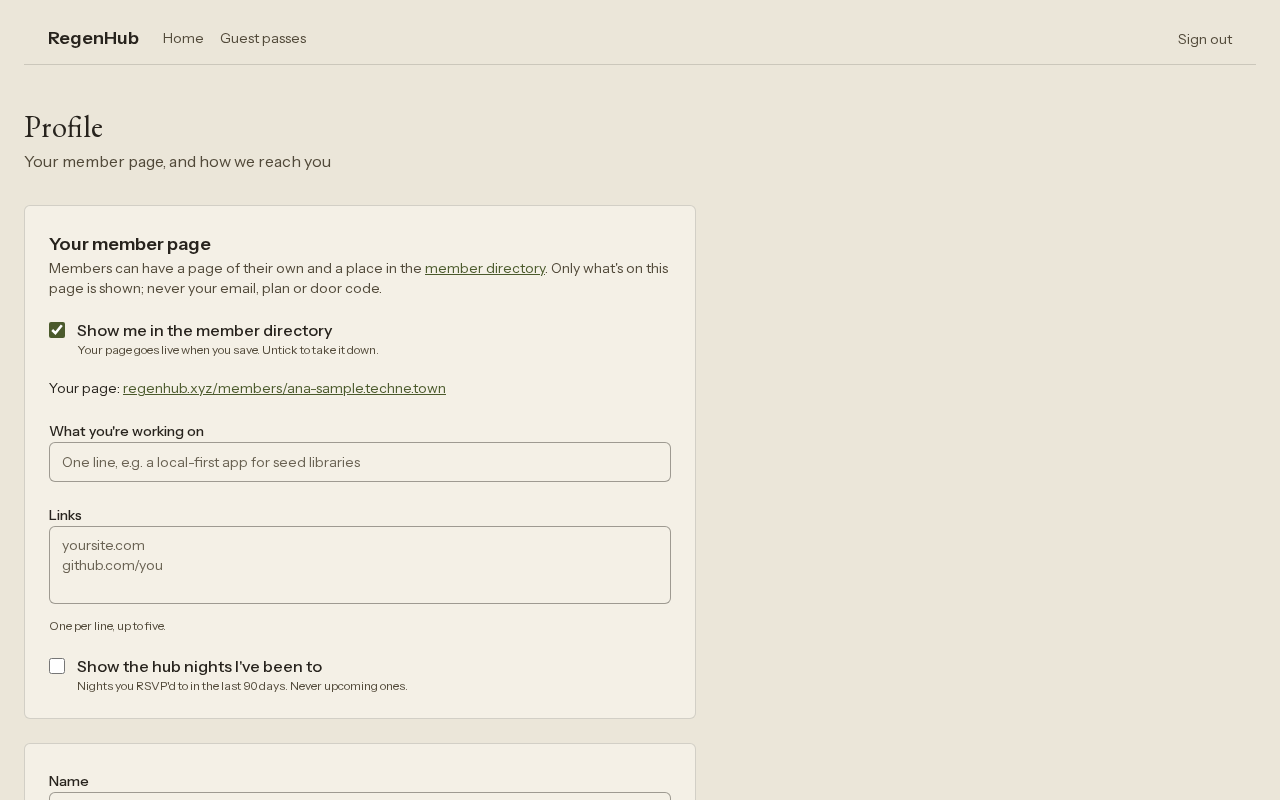 RegenHub Home Guest passes Sign out
Profile
Your member page, and how we reach you
Your member page
Members can have a page of their own and a place in the member directory. Only what's on this
page is shown; never your email, plan or door code.
Show me in the member directory
Your page goes live when you save. Untick to take it down.
Your page: regenhub.xyz/members/ana-sample.techne.town
What you're working on
One line, e.g. a local-first app for seed libraries
Links
yoursite.com
github.com/you
One per line, up to five.
Show the hub nights I've been to
Nights you RSVP'd to in the last 90 days. Never upcoming ones.
Name